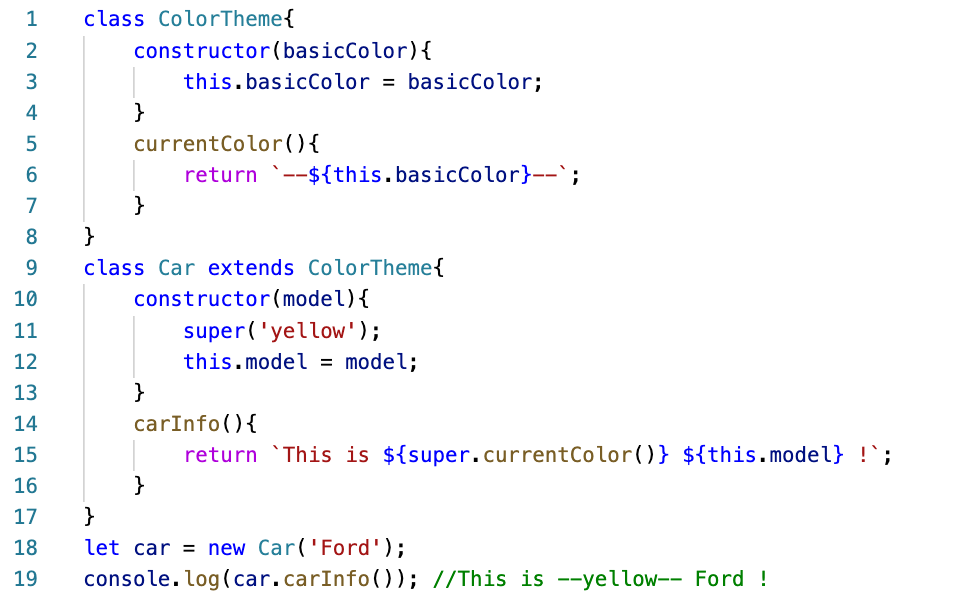 1 class ColorTheme{
2     constructor(basicColor){
3         this.basicColor = basicColor;
4     }
5     currentColor(){
6         return `--${this.basicColor}--`;
7     }
8 }
9 class Car extends ColorTheme{
10     constructor(model){
11         super('yellow');
12         this.model = model;
13     }
14     carInfo(){
15         return `This is ${super.currentColor()} ${this.model} !`;
16     }
17 }
18 let car = new Car('Ford');
19 console.log(car.carInfo()); //This is --yellow-- Ford !